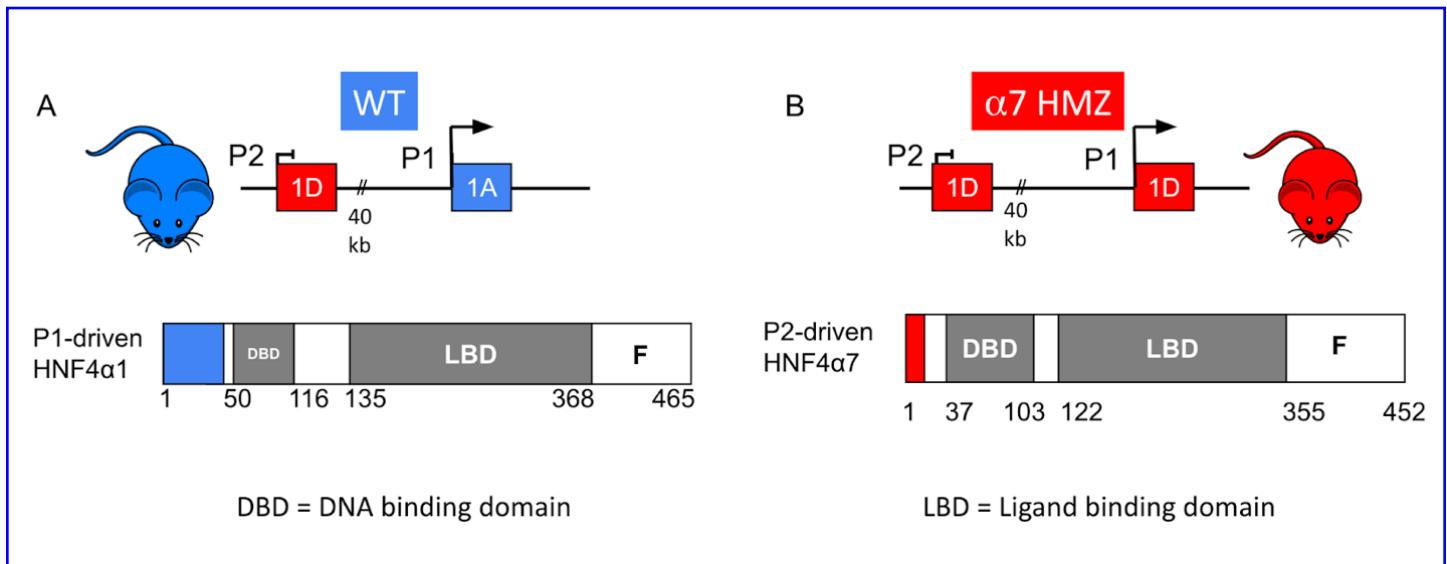 A
WT
P2
P1
1D
1A
//
40
kb
P1-driven
HNF4α1
DBD
LBD
F
1 50 116 135 368 465
DBD = DNA binding domain
B
α7 HMZ
P2
P1
1D
1D
//
40
kb
P2-driven
HNF4α7
DBD
LBD
F
1 37 103 122 355 452
LBD = Ligand binding domain